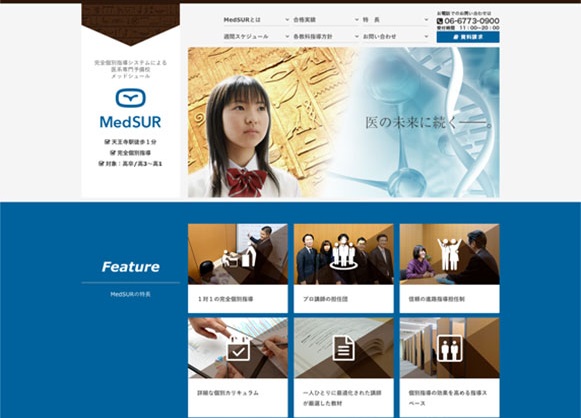 MedSURとは
合格実績
特　長
お電話でのお問い合わせは
06-6773-0900
受付時間 11：00~20：00
週間スケジュール
各教科指導方針
お問い合わせ
資料請求
完全個別指導システムによる
医系専門予備校
メッドシュール
MedSUR
天王寺駅徒歩１分
完全個別指導
対象：高卒/高3～高1
医の未来に続く──。
Feature
MedSURの特長
１対１の完全個別指導
プロ講師の担任団
信頼の進路指導担任制
詳細な個別カリキュラム
一人ひとりに最適化された講師
が厳選した教材
個別指導の効果を高める指導ス
ペース